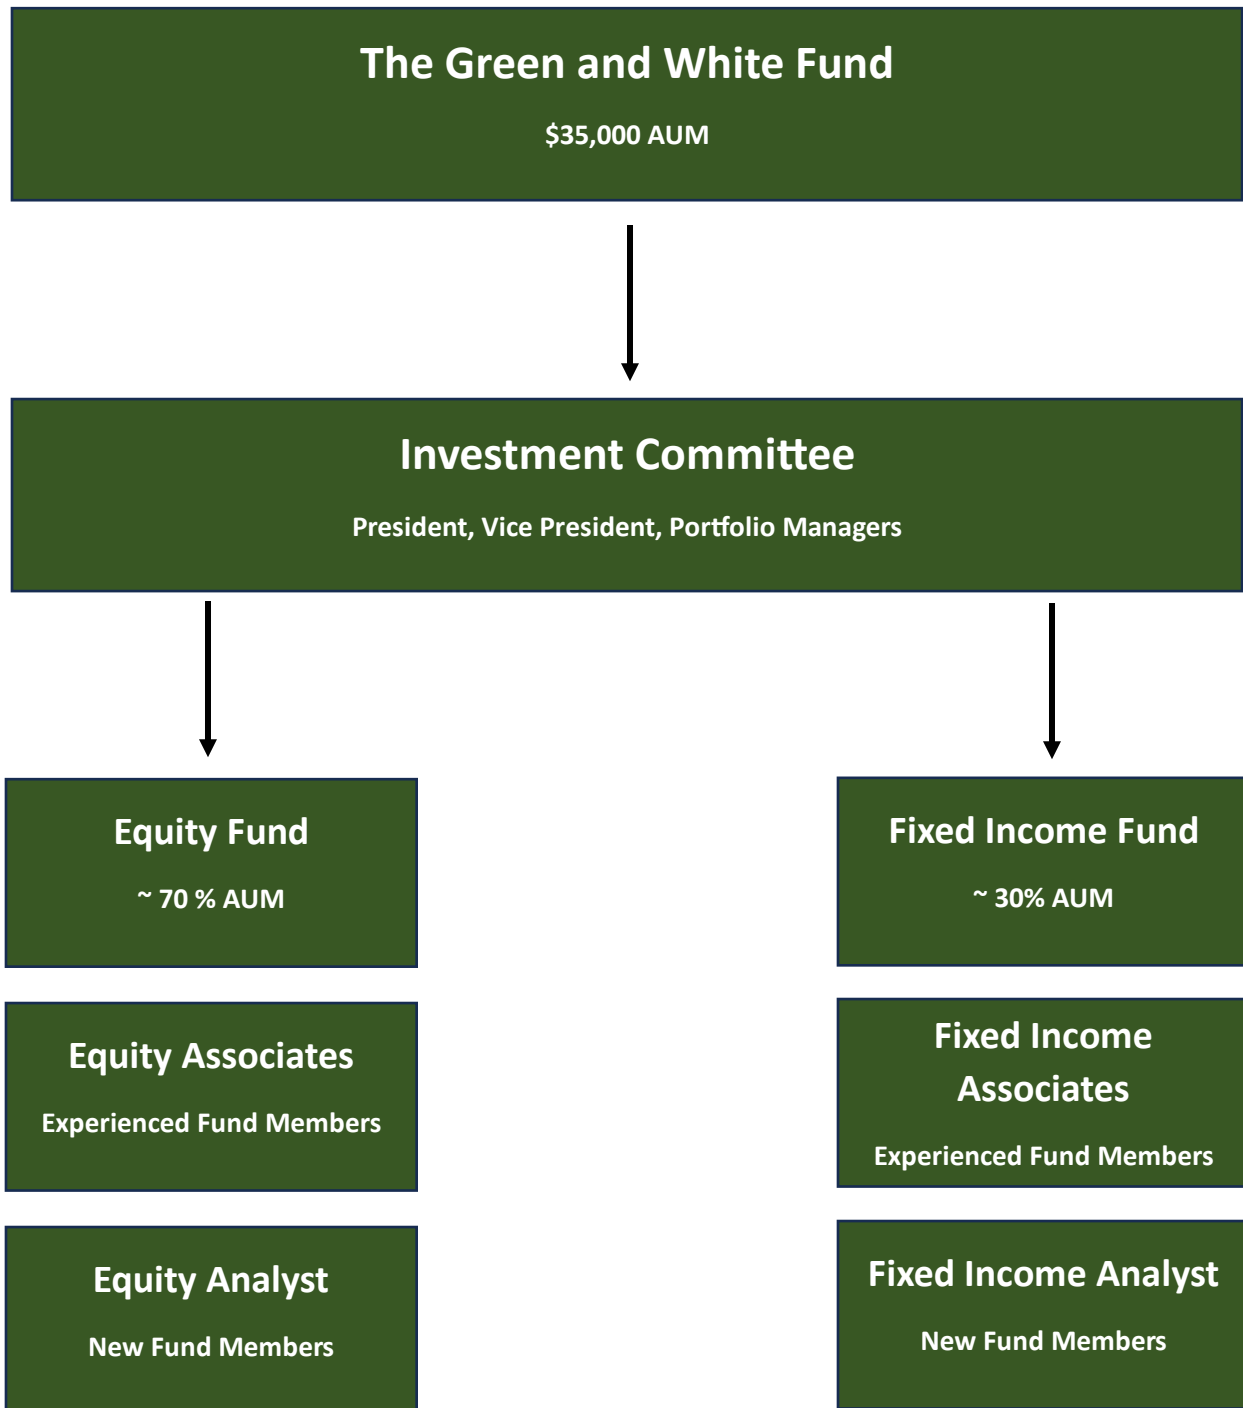 The Green and White Fund
$35,000 AUM
Investment Committee
President, Vice President, Portfolio Managers
Equity Fund
~ 70 % AUM
Equity Associates
Experienced Fund Members
Equity Analyst
New Fund Members
Fixed Income Fund
~ 30% AUM
Fixed Income
Associates
Experienced Fund Members
Fixed Income Analyst
New Fund Members